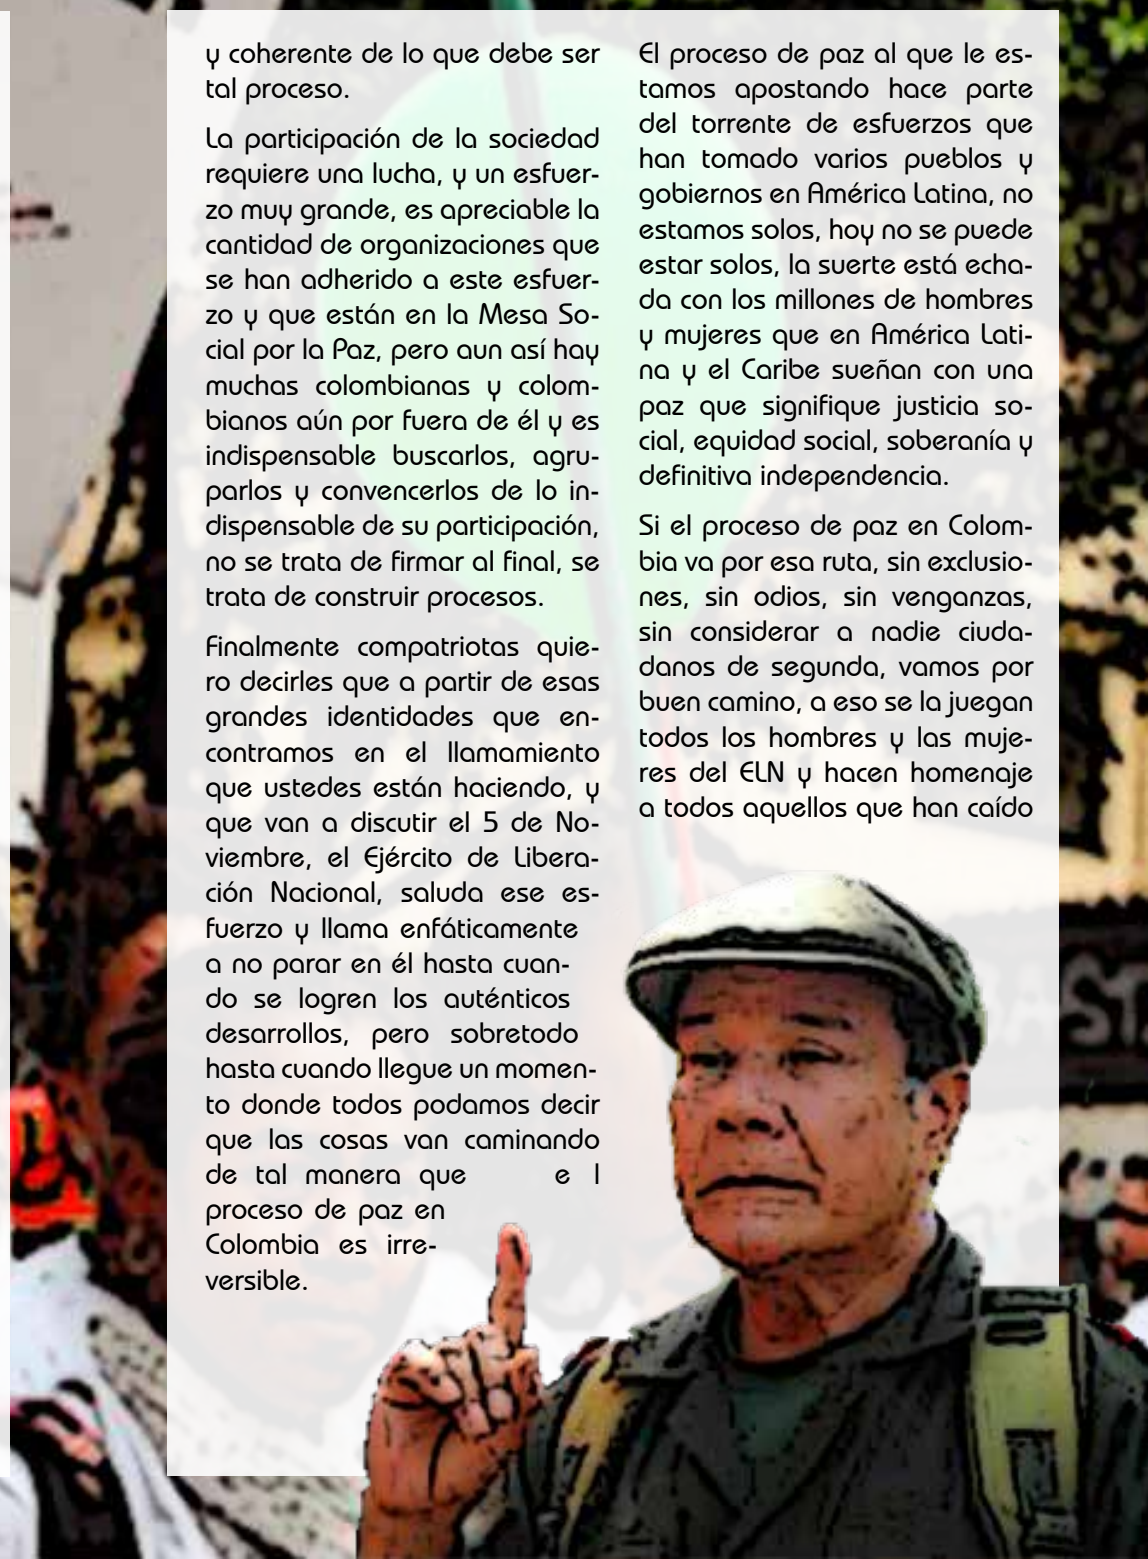 y coherente de lo que debe ser
tal proceso.
La participación de la sociedad
requiere una lucha, y un esfuer-
zo muy grande, es apreciable la
cantidad de organizaciones que
se han adherido a este esfuer-
zo y que están en la Mesa So-
cial por la Paz, pero aun así hay
muchas colombianas y colom-
bianos aún por fuera de él y es
indispensable buscarlos, agru-
parlos y convencerlos de lo in-
dispensable de su participación,
no se trata de firmar al final, se
trata de construir procesos.
Finalmente compatriotas quie-
ro decirles que a partir de esas
grandes identidades que en-
contramos en el llamamiento
que ustedes están haciendo, y
que van a discutir el 5 de No-
viembre, el Ejército de Libera-
ción Nacional, saluda ese es-
fuerzo y llama enfáticamente
a no parar en él hasta cuan-
do se logren los auténticos
desarrollos, pero sobretodo
hasta cuando llegue un momen-
to donde todos podamos decir
que las cosas van caminando
de tal manera que e l
proceso de paz en
Colombia es irre-
versible.
El proceso de paz al que le es-
tamos apostando hace parte
del torrente de esfuerzos que
han tomado varios pueblos y
gobiernos en América Latina, no
estamos solos, hoy no se puede
estar solos, la suerte está echa-
da con los millones de hombres
y mujeres que en América Lati-
na y el Caribe sueñan con una
paz que signifique justicia so-
cial, equidad social, soberanía y
definitiva independencia.
Si el proceso de paz en Colom-
bia va por esa ruta, sin exclusio-
nes, sin odios, sin venganzas,
sin considerar a nadie ciuda-
danos de segunda, vamos por
buen camino, a eso se la juegan
todos los hombres y las muje-
res del ELN y hacen homenaje
a todos aquellos que han caído